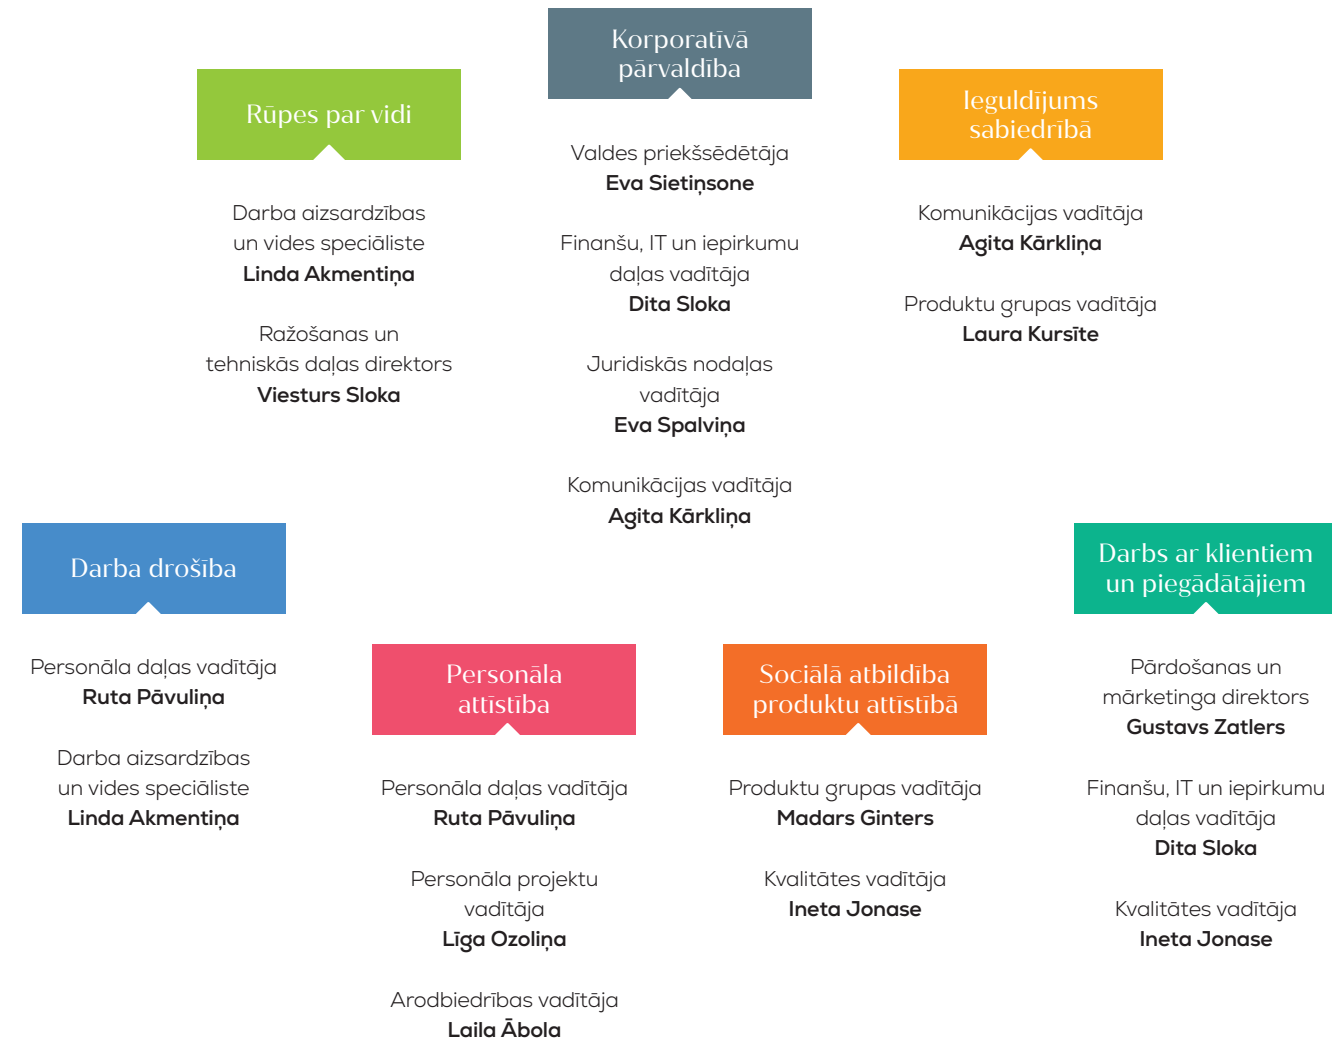 Korporatīvā
pārvaldība
Valdes priekšsēdētāja
Eva Sietiņsone
Finanšu, IT un iepirkumu
daļas vadītāja
Dita Sloka
Juridiskās nodaļas
vadītāja
Eva Spalviņa
Komunikācijas vadītāja
Agita Kārkliņa
Rūpes par vidi
Darba aizsardzības
un vides speciāliste
Linda Akmentiņa
Ražošanas un
tehniskās daļas direktors
Viesturs Sloka
Ieguldījums
sabiedrībā
Komunikācijas vadītāja
Agita Kārkliņa
Produktu grupas vadītāja
Laura Kursīte
Darba drošība
Personāla daļas vadītāja
Ruta Pāvuliņa
Darba aizsardzības
un vides speciāliste
Linda Akmentiņa
Personāla
attīstība
Personāla daļas vadītāja
Ruta Pāvuliņa
Personāla projektu
vadītāja
Līga Ozoliņa
Arodbiedrības vadītāja
Laila Ābola
Sociālā atbildība
produktu attīstībā
Produktu grupas vadītāja
Madars Ginters
Kvalitātes vadītāja
Ineta Jonase
Darbs ar klientiem
un piegādātājiem
Pārdošanas un
mārketinga direktors
Gustavs Zatlers
Finanšu, IT un iepirkumu
daļas vadītāja
Dita Sloka
Kvalitātes vadītāja
Ineta Jonase